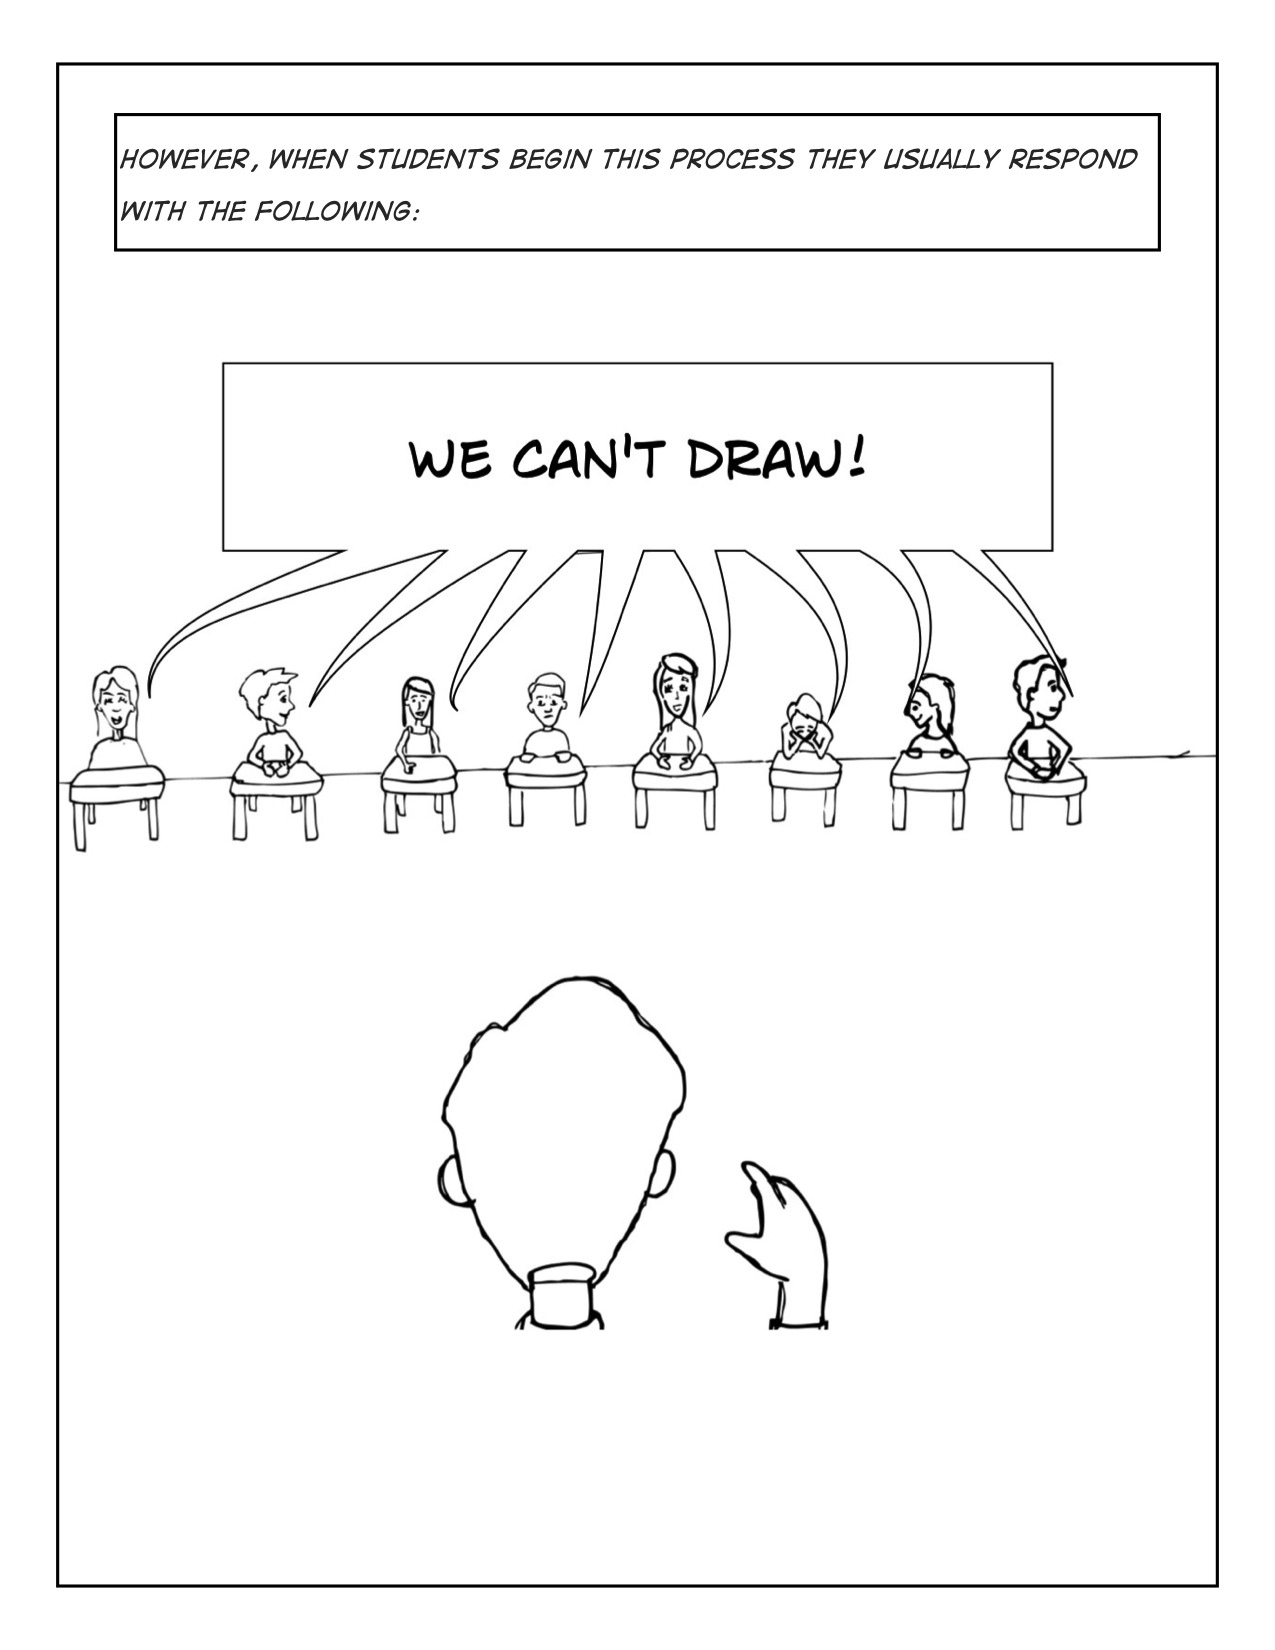 HOWEVER, WHEN STUDENTS BEGIN THIS PROCESS THEY USUALLY RESPOND
WITH THE FOLLOWING:
WE CAN'T DRAW!